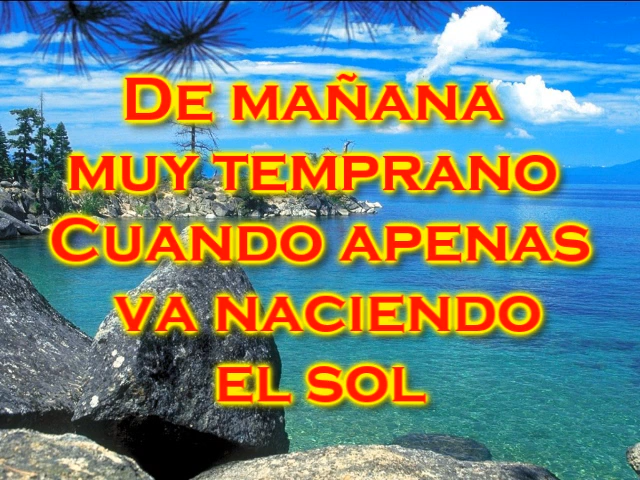 De mañana
muy temprano
Cuando apenas
va naciendo
el sol